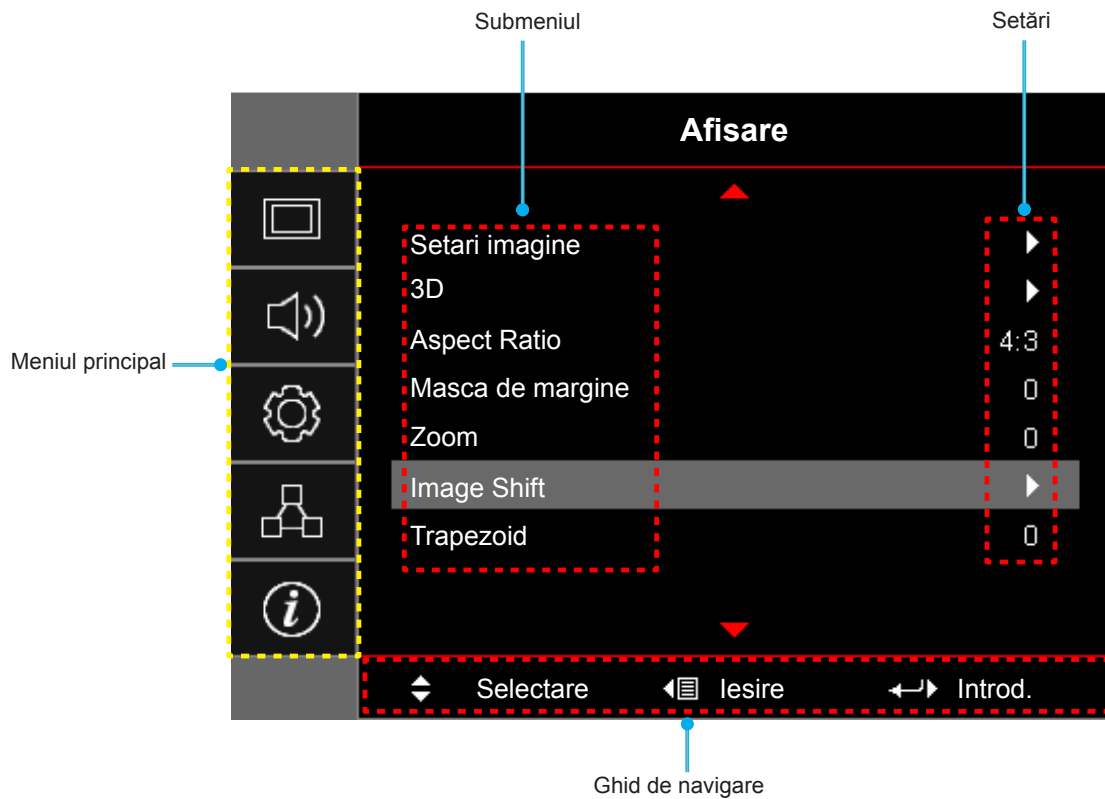 Submeniul Setări
Afisare
Setari imagine
3D
Aspect Ratio 4:3
Masca de margine 0
Zoom 0
Image Shift
Trapezoid 0
Meniul principal
Selectare Iesire Introd.
Ghid de navigare